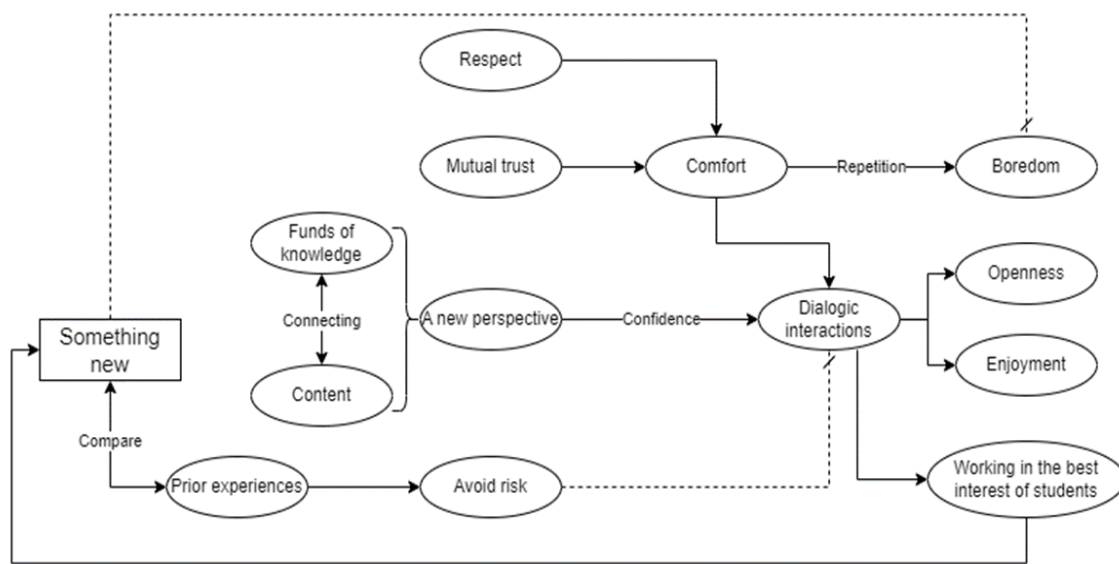 Respect
Mutual trust
Comfort
Repetition
Boredom
Funds of
knowledge
Connecting
Content
A new perspective
Confidence
Dialogic
interactions
Openness
Enjoyment
Something
new
Compare
Prior experiences
Avoid risk
Working in the best
interest of students